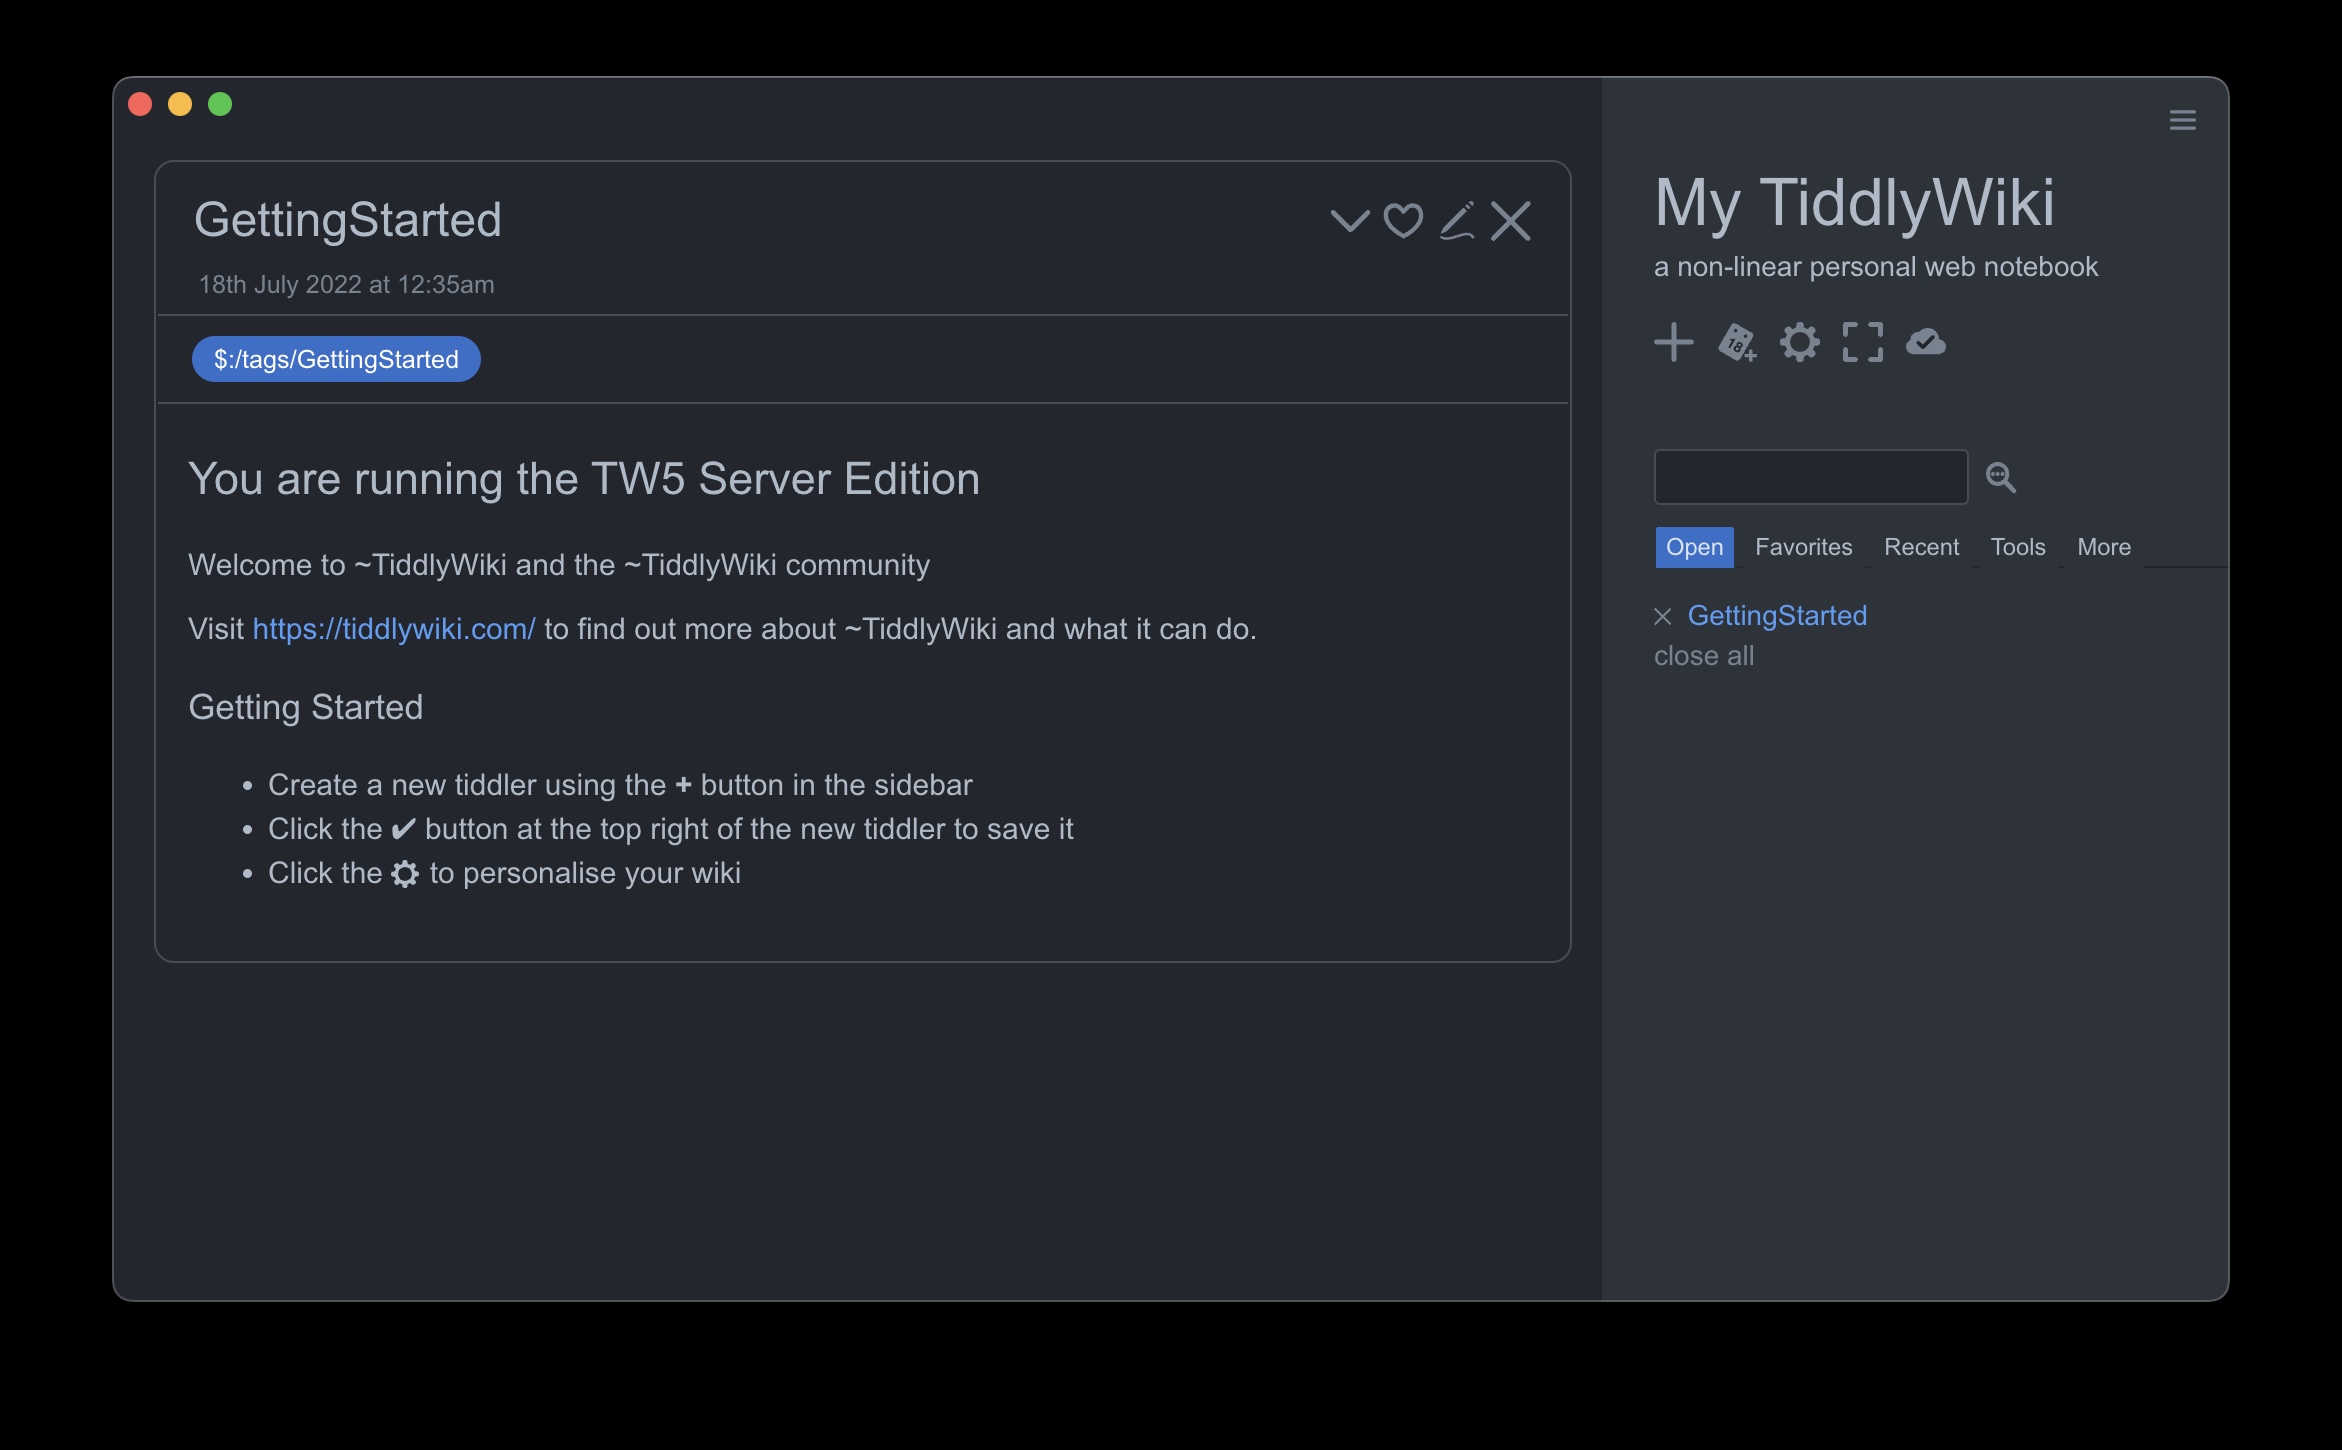 GettingStarted
18th July 2022 at 12:35am
$:/tags/GettingStarted
You are running the TW5 Server Edition
Welcome to ~TiddlyWiki and the ~TiddlyWiki community
Visit https://tiddlywiki.com/ to find out more about ~TiddlyWiki and what it can do.
Getting Started
• Create a new tiddler using the + button in the sidebar
• Click the ✔ button at the top right of the new tiddler to save it
• Click the ⚙ to personalise your wiki
My TiddlyWiki
a non-linear personal web notebook
18
Open Favorites Recent Tools More
GettingStarted
close all